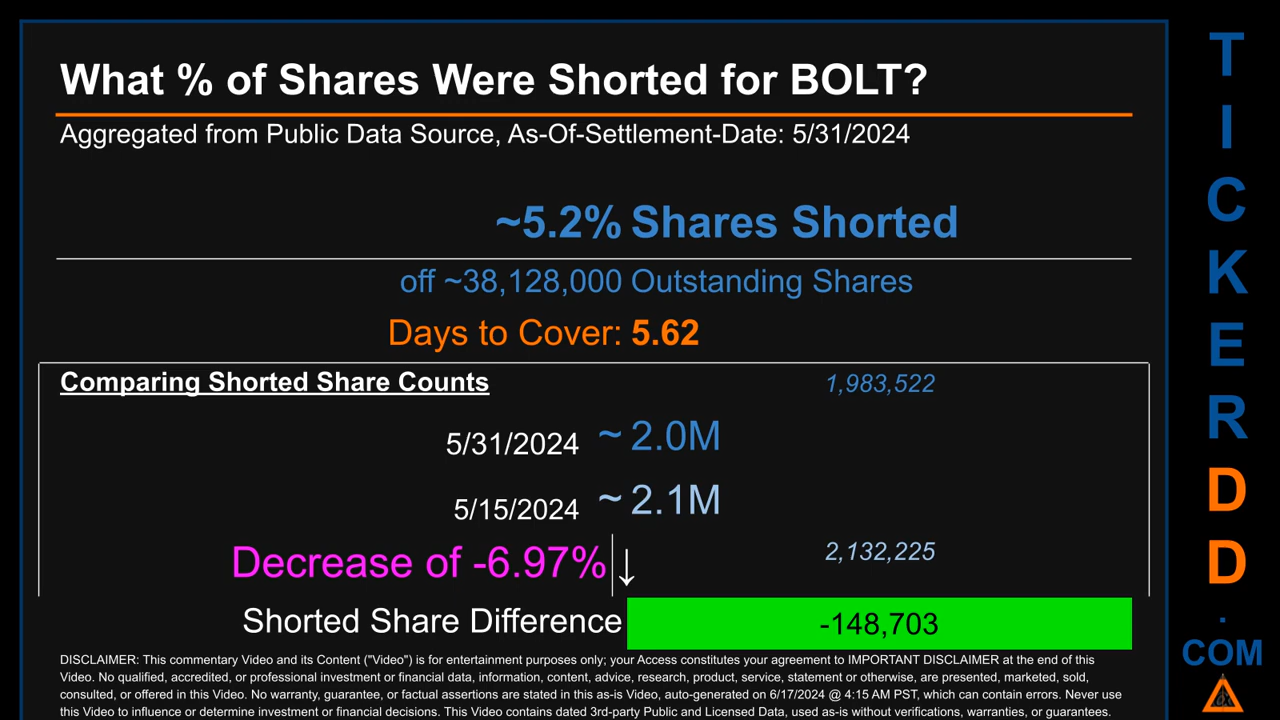 What % of Shares Were Shorted for BOLT?
Aggregated from Public Data Source, As-Of-Settlement-Date: 5/31/2024
~5.2% Shares Shorted
off ~38,128,000 Outstanding Shares
Days to Cover: 5.62
Comparing Shorted Share Counts
1,983,522
5/31/2024 ~ 2.0M
5/15/2024 ~ 2.1M
2,132,225
Decrease of -6.97% ↓
Shorted Share Difference -148,703
DISCLAIMER: This commentary Video and its Content ("Video") is for entertainment purposes only; your Access constitutes your agreement to IMPORTANT DISCLAIMER at the end of this
Video. No qualified, accredited, or professional investment or financial data, information, content, advice, research, product, service, statement or otherwise, are presented, marketed, sold,
consulted, or offered in this Video. No warranty, guarantee, or factual assertions are stated in this as-is Video, auto-generated on 6/17/2024 @ 4:15 AM PST, which can contain errors. Never use
this Video to influence or determine investment or financial decisions. This Video contains dated 3rd-party Public and Licensed Data, used as-is without verifications, warranties, or guarantees.
T
I
C
K
E
R
D
D
.
COM